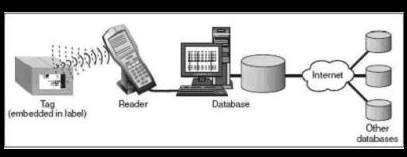 Internet
Tag
(embedded in label)
Reader
Database
Other
databases